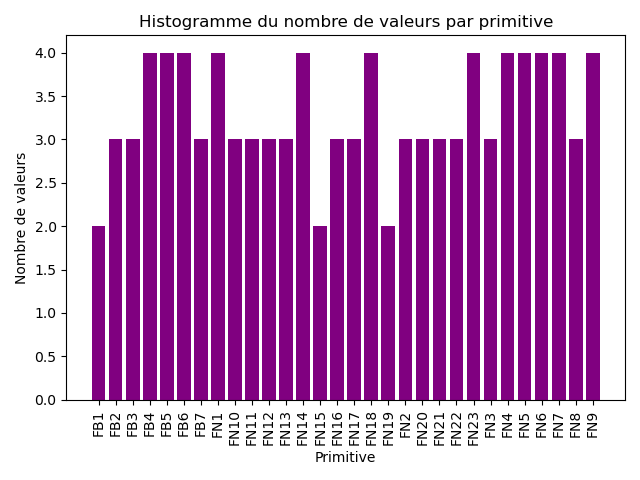 Histogramme du nombre de valeurs par primitive
Nombre de valeurs
4.0
3.5
3.0
2.5
2.0
1.5
1.0
0.5
0.0
FB1
FB2
FB3
FB4
FB5
FB6
FB7
FN1
FN10
FN11
FN12
FN13
FN14
FN15
FN16
FN17
FN18
FN19
FN2
FN20
FN21
FN22
FN23
FN3
FN4
FN5
FN6
FN7
FN8
FN9
Primitive